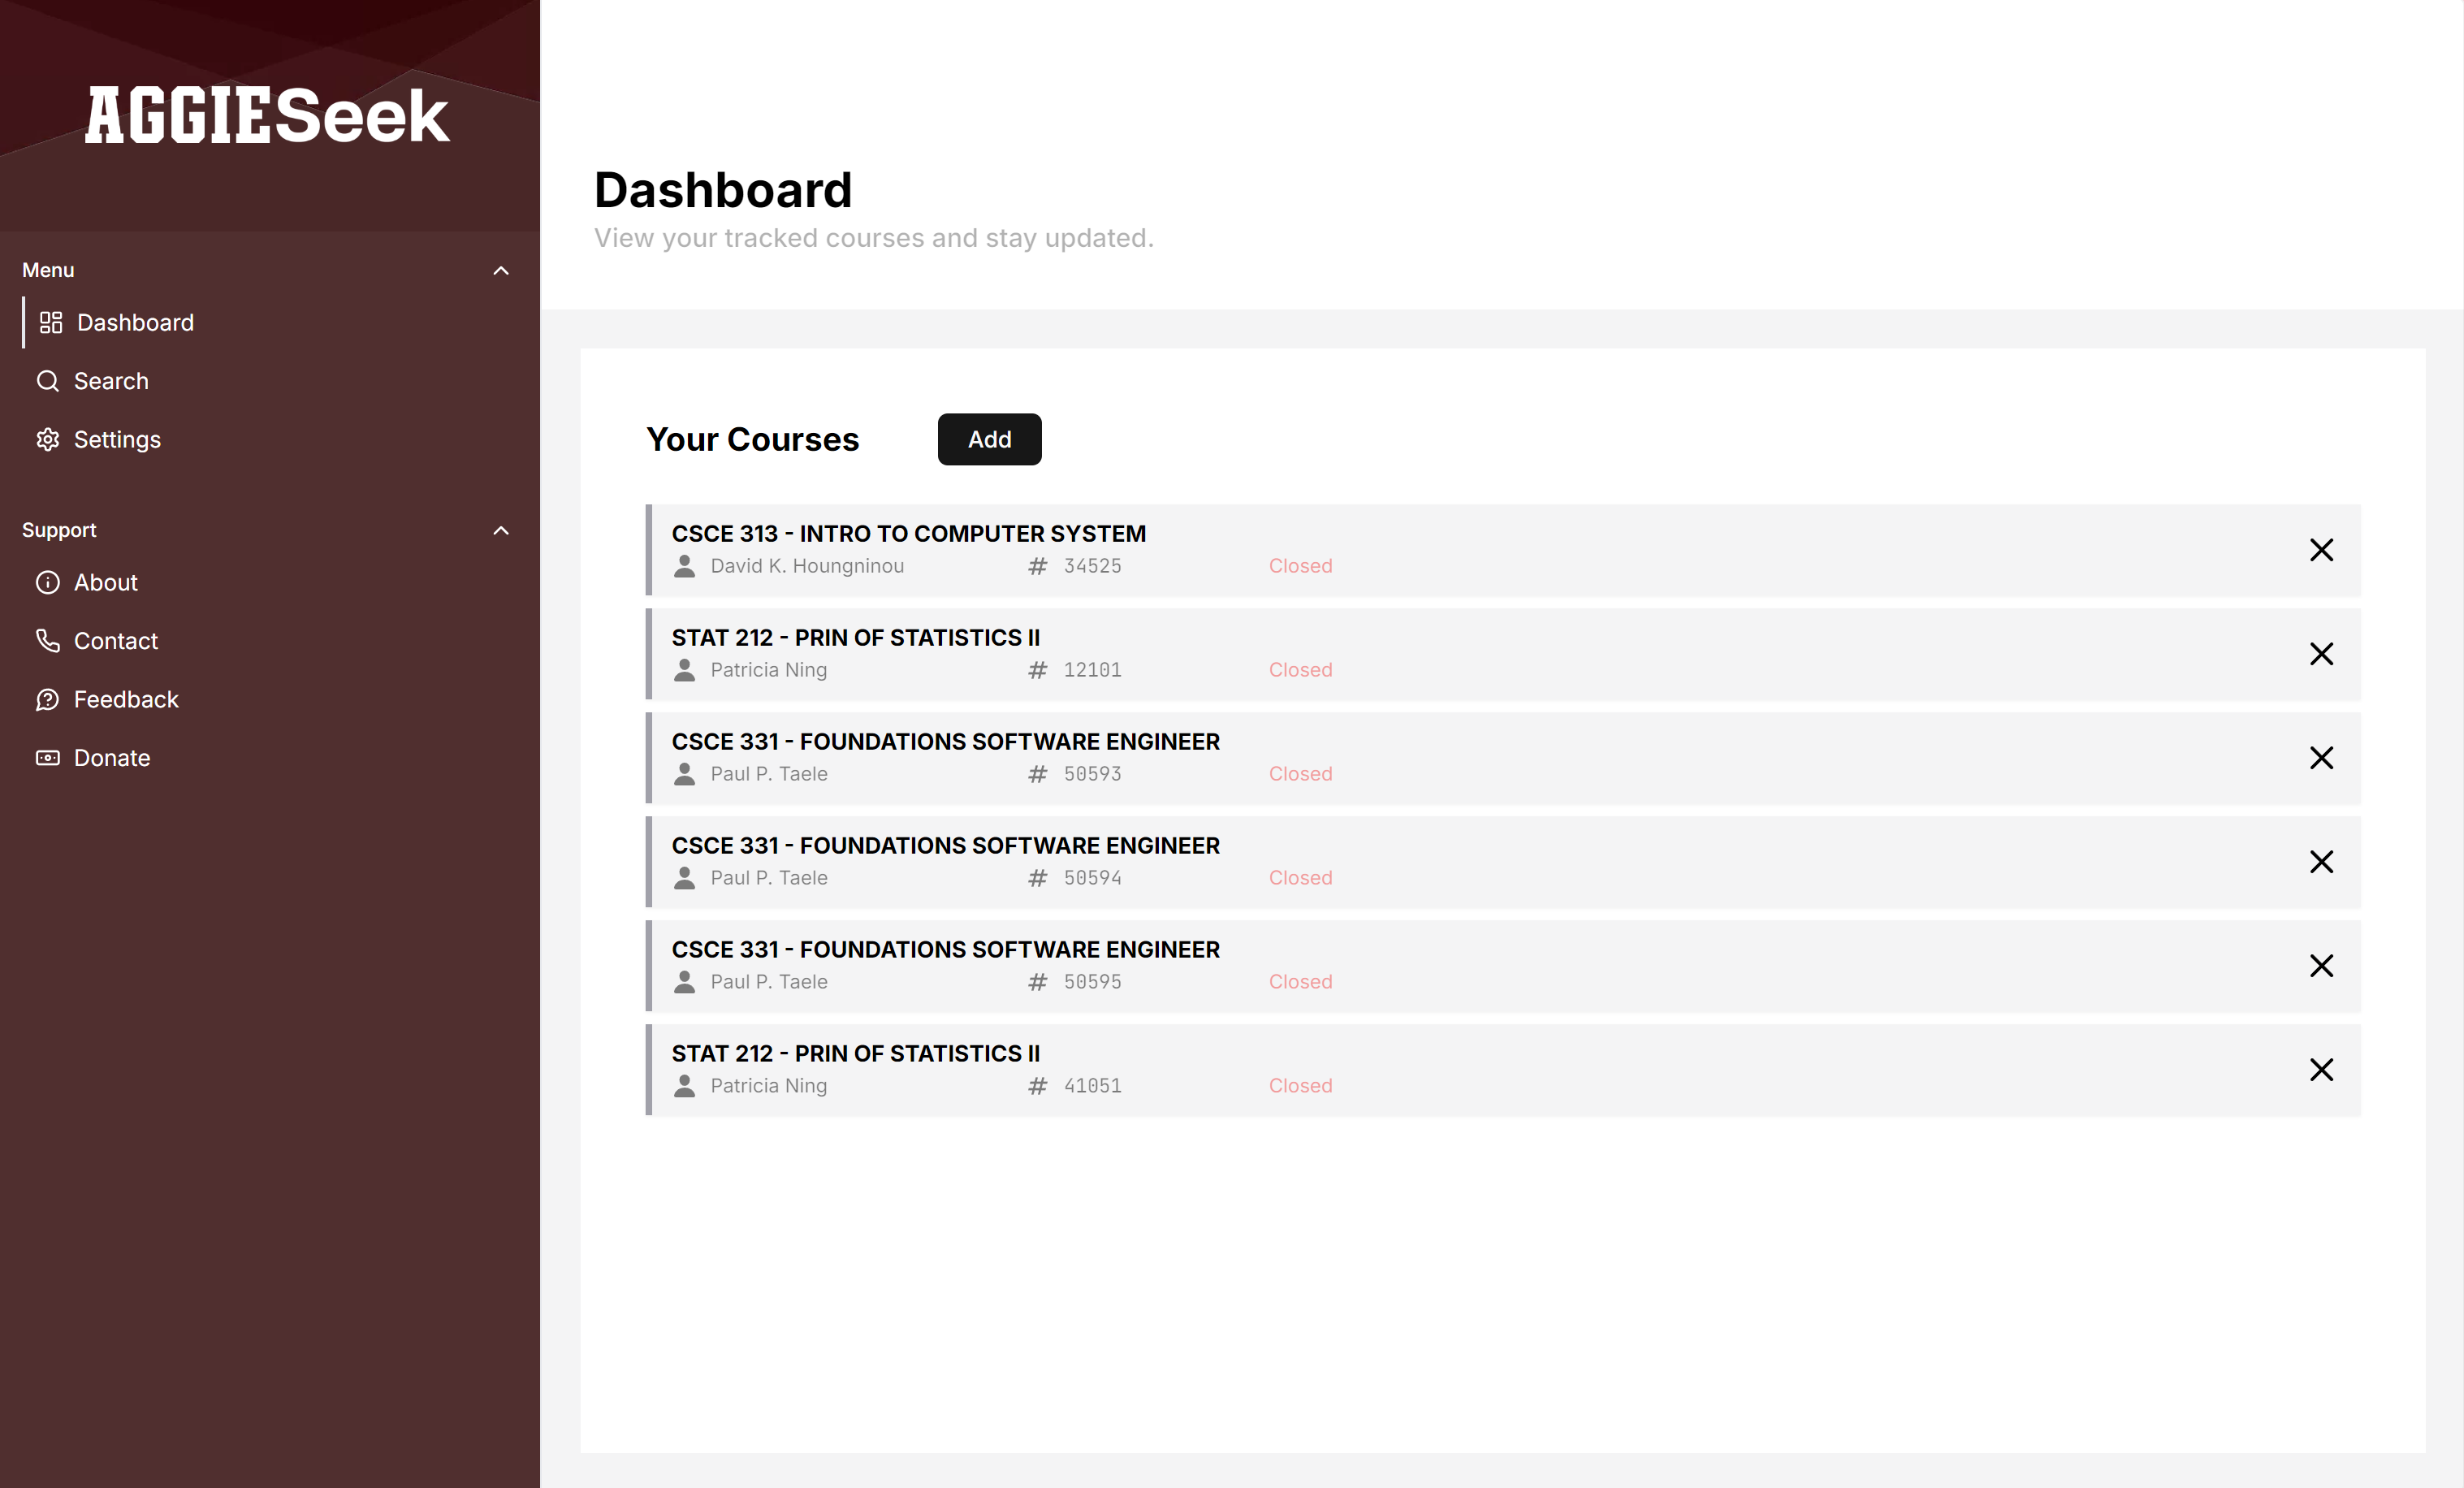 AGGIESeek
Menu
Dashboard
Search
Settings
Support
About
Contact
Feedback
Donate
Dashboard
View your tracked courses and stay updated.
Your Courses
Add
CSCE 313 - INTRO TO COMPUTER SYSTEM
David K. Houngninou # 34525 Closed
STAT 212 - PRIN OF STATISTICS II
Patricia Ning # 12101 Closed
CSCE 331 - FOUNDATIONS SOFTWARE ENGINEER
Paul P. Taele # 50593 Closed
CSCE 331 - FOUNDATIONS SOFTWARE ENGINEER
Paul P. Taele # 50594 Closed
CSCE 331 - FOUNDATIONS SOFTWARE ENGINEER
Paul P. Taele # 50595 Closed
STAT 212 - PRIN OF STATISTICS II
Patricia Ning # 41051 Closed